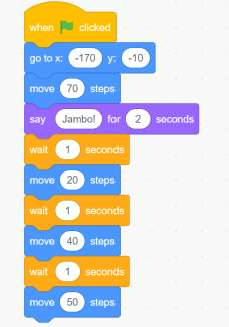 when clicked
go to x: -170 y: -10
move 70 steps
say Jambo! for 2 seconds
wait 1 seconds
move 20 steps
wait 1 seconds
move 40 steps
wait 1 seconds
move 50 steps